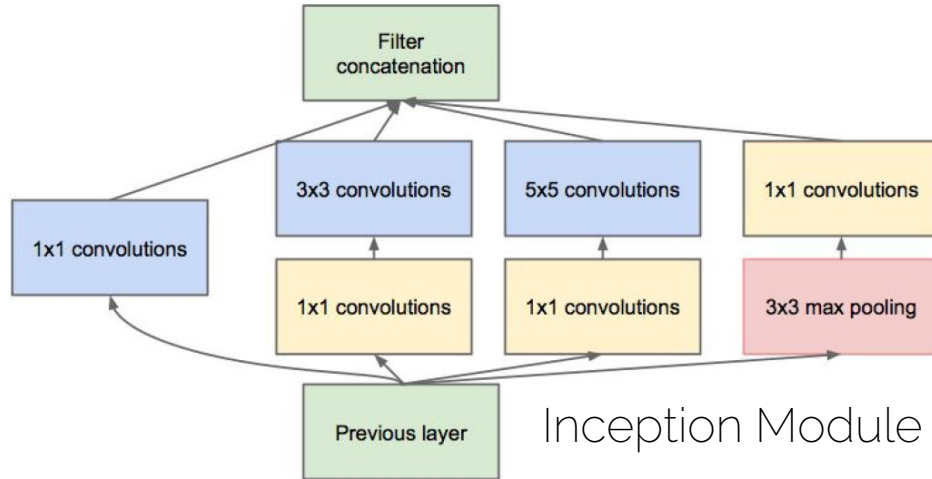 Filter
concatenation
3x3 convolutions
5x5 convolutions
1x1 convolutions
1x1 convolutions
1x1 convolutions
1x1 convolutions
3x3 max pooling
Previous layer
Inception Module